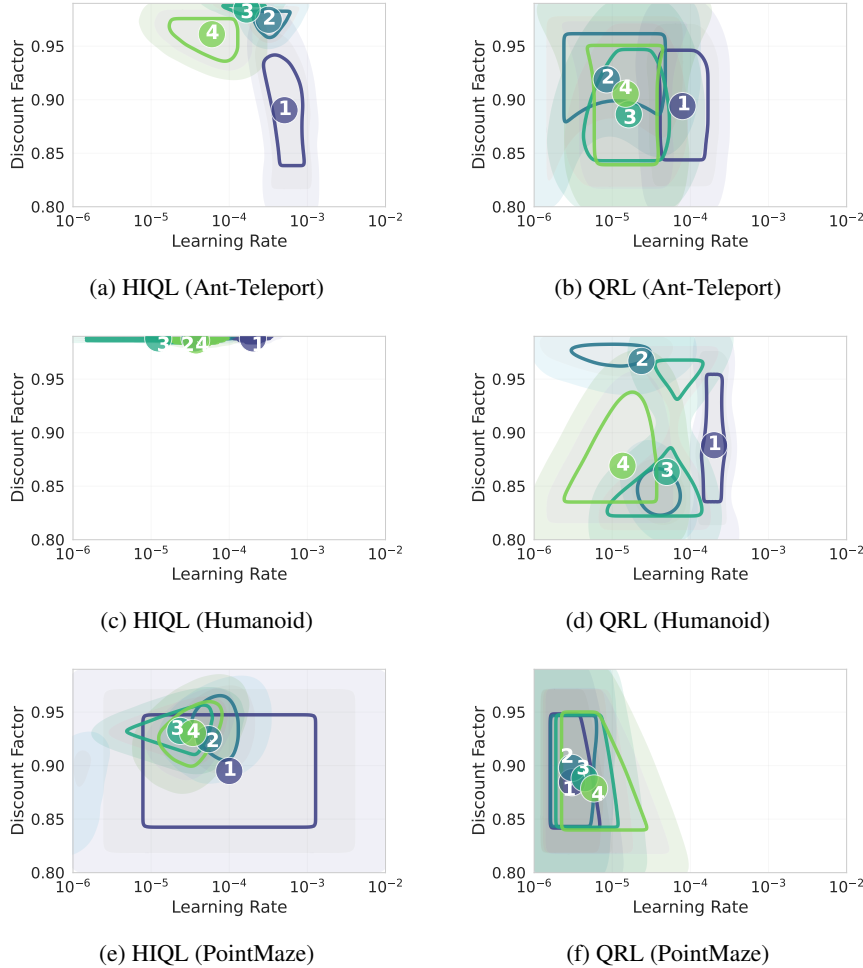 0.95
0.90
0.85
0.80
Discount Factor
1 2 3 4
10^-6 10^-5 10^-4 10^-3 10^-2
Learning Rate
(a) HIQL (Ant-Teleport)
0.95
0.90
0.85
0.80
Discount Factor
1 2 3 4
10^-6 10^-5 10^-4 10^-3 10^-2
Learning Rate
(b) QRL (Ant-Teleport)
0.95
0.90
0.85
0.80
Discount Factor
3 2 4 1
10^-6 10^-5 10^-4 10^-3 10^-2
Learning Rate
(c) HIQL (Humanoid)
0.95
0.90
0.85
0.80
Discount Factor
2 1 4 3
10^-6 10^-5 10^-4 10^-3 10^-2
Learning Rate
(d) QRL (Humanoid)
0.95
0.90
0.85
0.80
Discount Factor
3 4 2 1
10^-6 10^-5 10^-4 10^-3 10^-2
Learning Rate
(e) HIQL (PointMaze)
0.95
0.90
0.85
0.80
Discount Factor
2 3 1 4
10^-6 10^-5 10^-4 10^-3 10^-2
Learning Rate
(f) QRL (PointMaze)